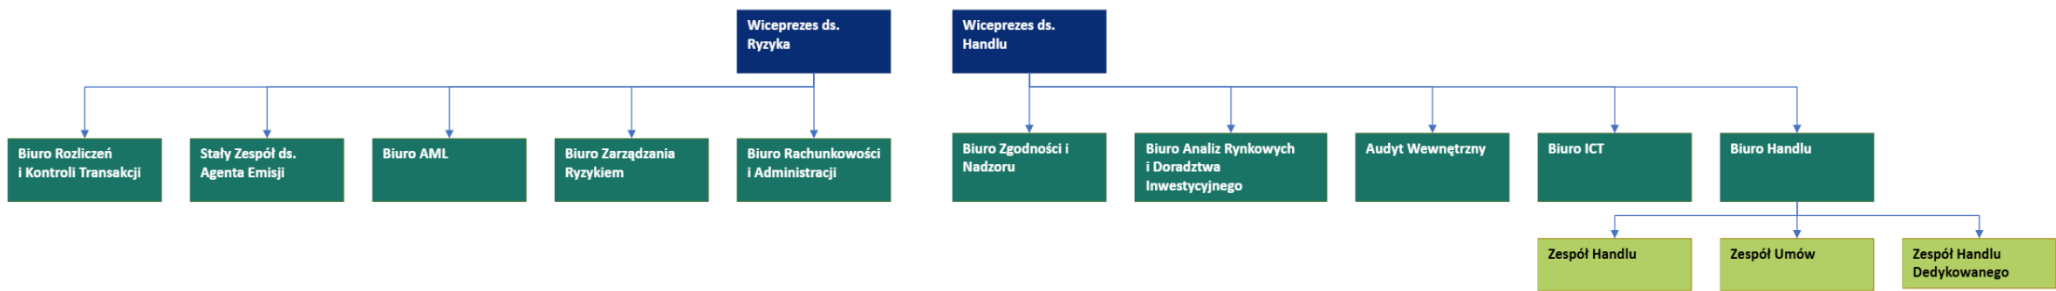 Wiceprezes ds.
Ryzyka
Wiceprezes ds.
Handlu
Biuro Rozliczeń
i Kontroli Transakcji
Stały Zespół ds.
Agenta Emisji
Biuro AML
Biuro Zarządzania
Ryzykiem
Biuro Rachunkowości
i Administracji
Biuro Zgodności i
Nadzoru
Biuro Analiz Rynkowych
i Doradztwa
Inwestycyjnego
Audyt Wewnętrzny
Biuro ICT
Biuro Handlu
Zespół Handlu
Zespół Umów
Zespół Handlu
Dedykowanego